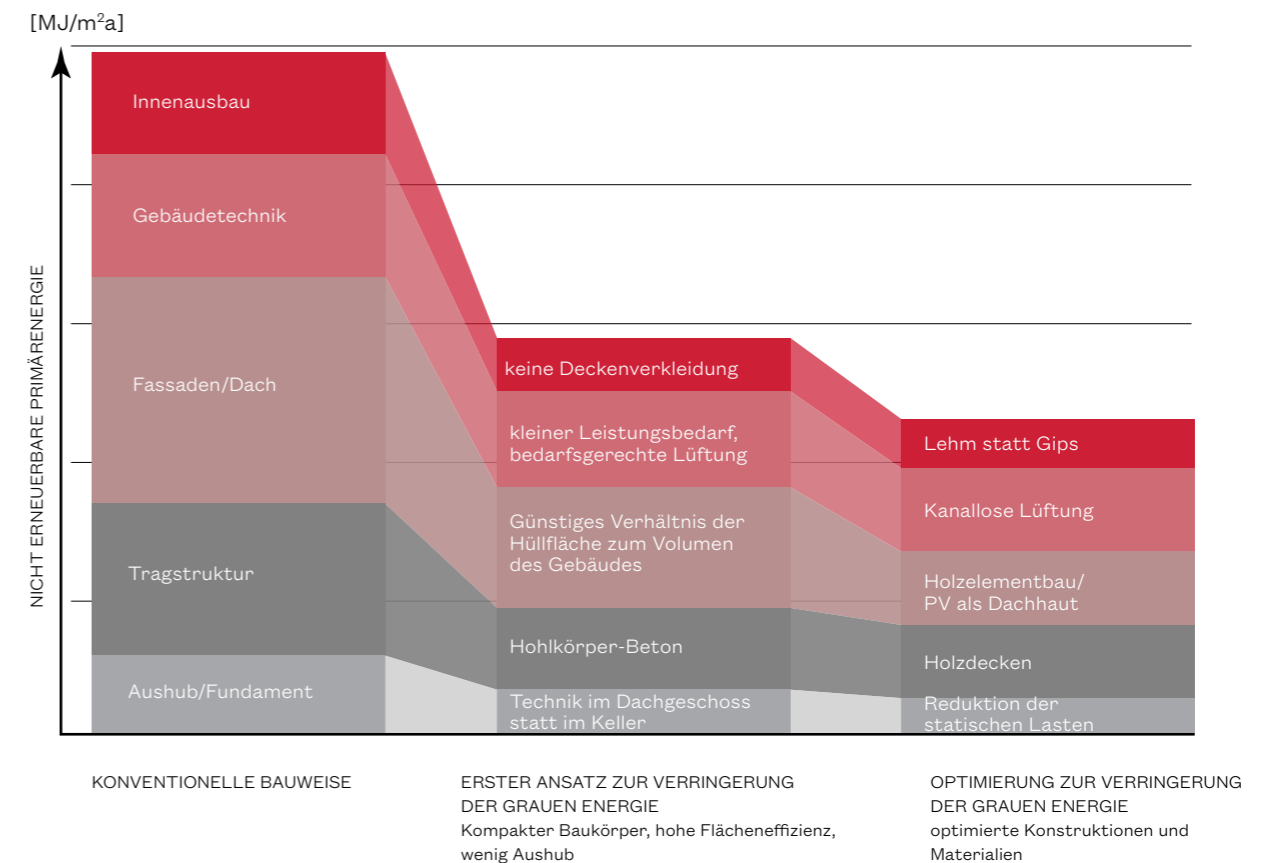 [MJ/m²a]
NICHT ERNEUERBARE PRIMÄRENERGIE
Innenausbau
Gebäudetechnik
Fassaden/Dach
Tragstruktur
Aushub/Fundament
keine Deckenverkleidung
kleiner Leistungsbedarf,
bedarfsgerechte Lüftung
Günstiges Verhältnis der
Hüllfläche zum Volumen
des Gebäudes
Hohlkörper-Beton
Technik im Dachgeschoss
statt im Keller
Lehm statt Gips
Kanallose Lüftung
Holzelementbau/
PV als Dachhaut
Holzdecken
Reduktion der
statischen Lasten
KONVENTIONELLE BAUWEISE
ERSTER ANSATZ ZUR VERRINGERUNG
DER GRAUEN ENERGIE
Kompakter Baukörper, hohe Flächeneffizienz,
wenig Aushub
OPTIMIERUNG ZUR VERRINGERUNG
DER GRAUEN ENERGIE
optimierte Konstruktionen und
Materialien